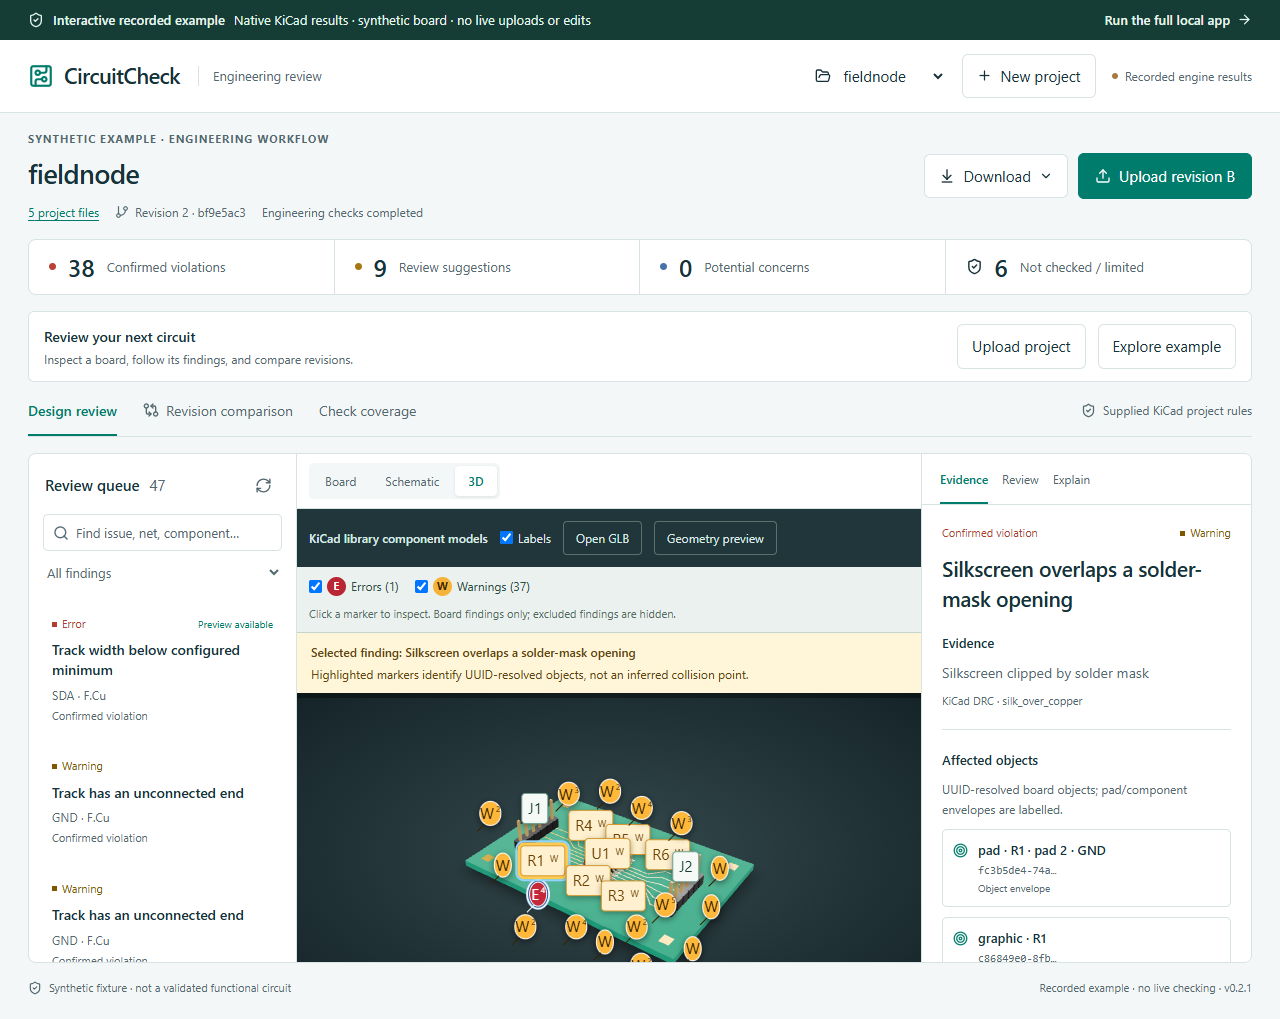 Interactive recorded example Native KiCad results · synthetic board · no live uploads or edits
Run the full local app →
CircuitCheck
Engineering review
fieldnode
New project
Recorded engine results
SYNTHETIC EXAMPLE · ENGINEERING WORKFLOW
fieldnode
Download
Upload revision B
5 project files
Revision 2 · bf9e5ac3
Engineering checks completed
38 Confirmed violations
9 Review suggestions
0 Potential concerns
6 Not checked / limited
Review your next circuit
Inspect a board, follow its findings, and compare revisions.
Upload project
Explore example
Design review
Revision comparison
Check coverage
Supplied KiCad project rules
Review queue 47
Find issue, net, component...
All findings
Error
Preview available
Track width below configured
minimum
SDA · F.Cu
Confirmed violation
Warning
Track has an unconnected end
GND · F.Cu
Confirmed violation
Warning
Track has an unconnected end
GND · F.Cu
Confirmed violation
Board
Schematic
3D
KiCad library component models
Labels
Open GLB
Geometry preview
E Errors (1)
W Warnings (37)
Click a marker to inspect. Board findings only; excluded findings are hidden.
Selected finding: Silkscreen overlaps a solder-mask opening
Highlighted markers identify UUID-resolved objects, not an inferred collision point.
J1
R4 W
R5 W
U1 W
R6
R1 W
J2
R2 W
R3 W
E
Evidence
Review
Explain
Confirmed violation
Warning
Silkscreen overlaps a solder-
mask opening
Evidence
Silkscreen clipped by solder mask
KiCad DRC · silk_over_copper
Affected objects
UUID-resolved board objects; pad/component
envelopes are labelled.
pad · R1 · pad 2 · GND
fc3b5de4-74a…
Object envelope
graphic · R1
c86849e0-8fb…
Synthetic fixture · not a validated functional circuit
Recorded example · no live checking · v0.2.1